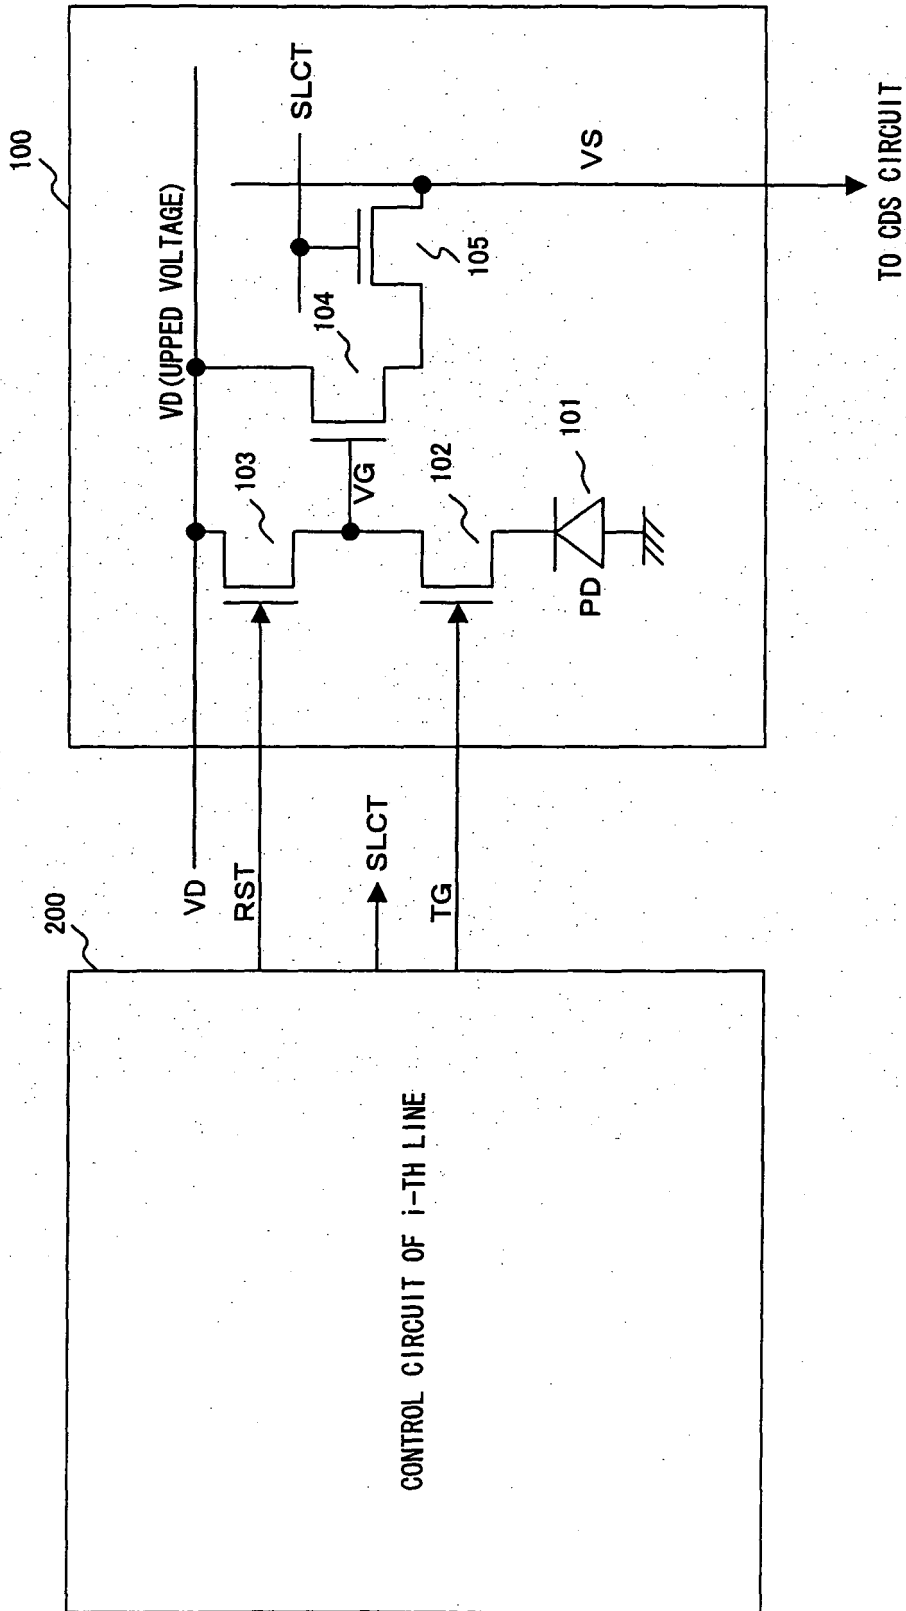 100
VD(UPPED VOLTAGE)
SLCT
103
104
105
VG
102
101
PD
VS
TO CDS CIRCUIT
200
VD
RST
SLCT
TG
CONTROL CIRCUIT OF i-TH LINE